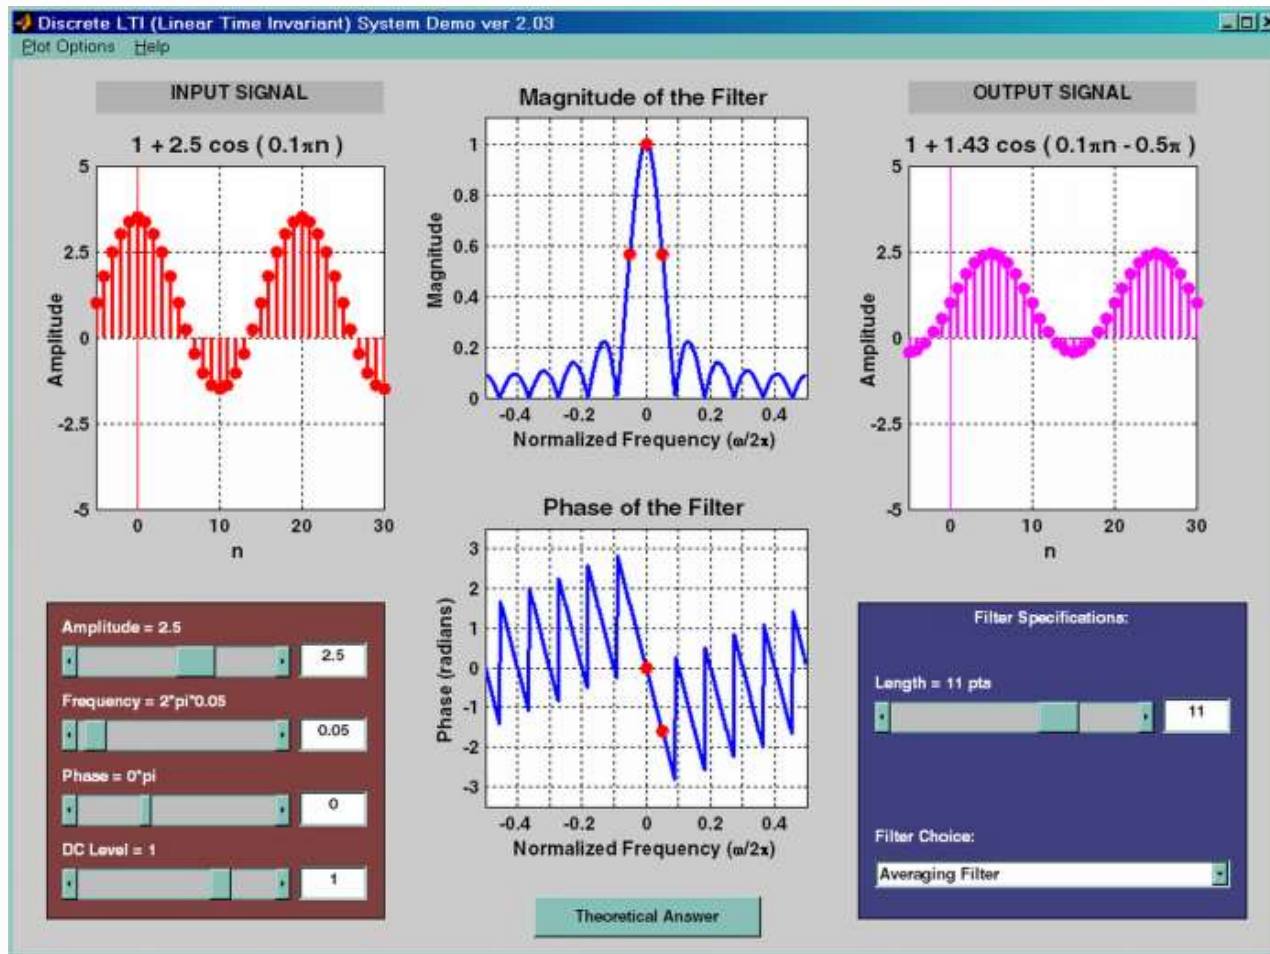 Discrete LTI (Linear Time Invariant) System Demo ver 2.03
Plot Options Help
INPUT SIGNAL
1 + 2.5 cos ( 0.1πn )
5
2.5
0
-2.5
-5
Amplitude
0 10 20 30
n
Magnitude of the Filter
1
0.8
0.6
0.4
0.2
0
Magnitude
-0.4 -0.2 0 0.2 0.4
Normalized Frequency (ω/2π)
OUTPUT SIGNAL
1 + 1.43 cos ( 0.1πn - 0.5π )
5
2.5
0
-2.5
-5
Amplitude
0 10 20 30
n
Phase of the Filter
3
2
1
0
-1
-2
-3
Phase (radians)
-0.4 -0.2 0 0.2 0.4
Normalized Frequency (ω/2π)
Amplitude = 2.5
2.5
Frequency = 2*pi*0.05
0.05
Phase = 0*pi
0
DC Level = 1
1
Filter Specifications:
Length = 11 pts
11
Filter Choice:
Averaging Filter
Theoretical Answer